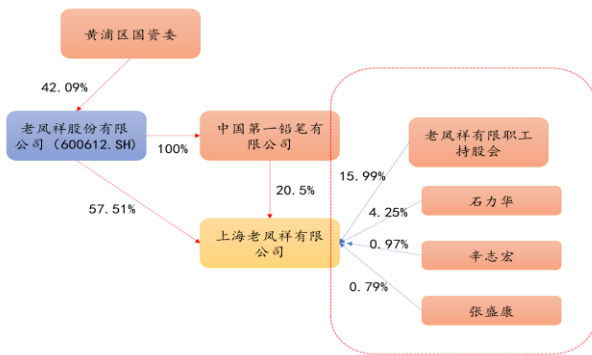 黄浦区国资委
42.09%
老凤祥股份有限
公司（600612.SH）
100%
中国第一铅笔有
限公司
老凤祥有限职工
持股会
15.99%
57.51%
20.5%
4.25%
石力华
上海老凤祥有限
公司
0.97%
辛志宏
0.79%
张盛康